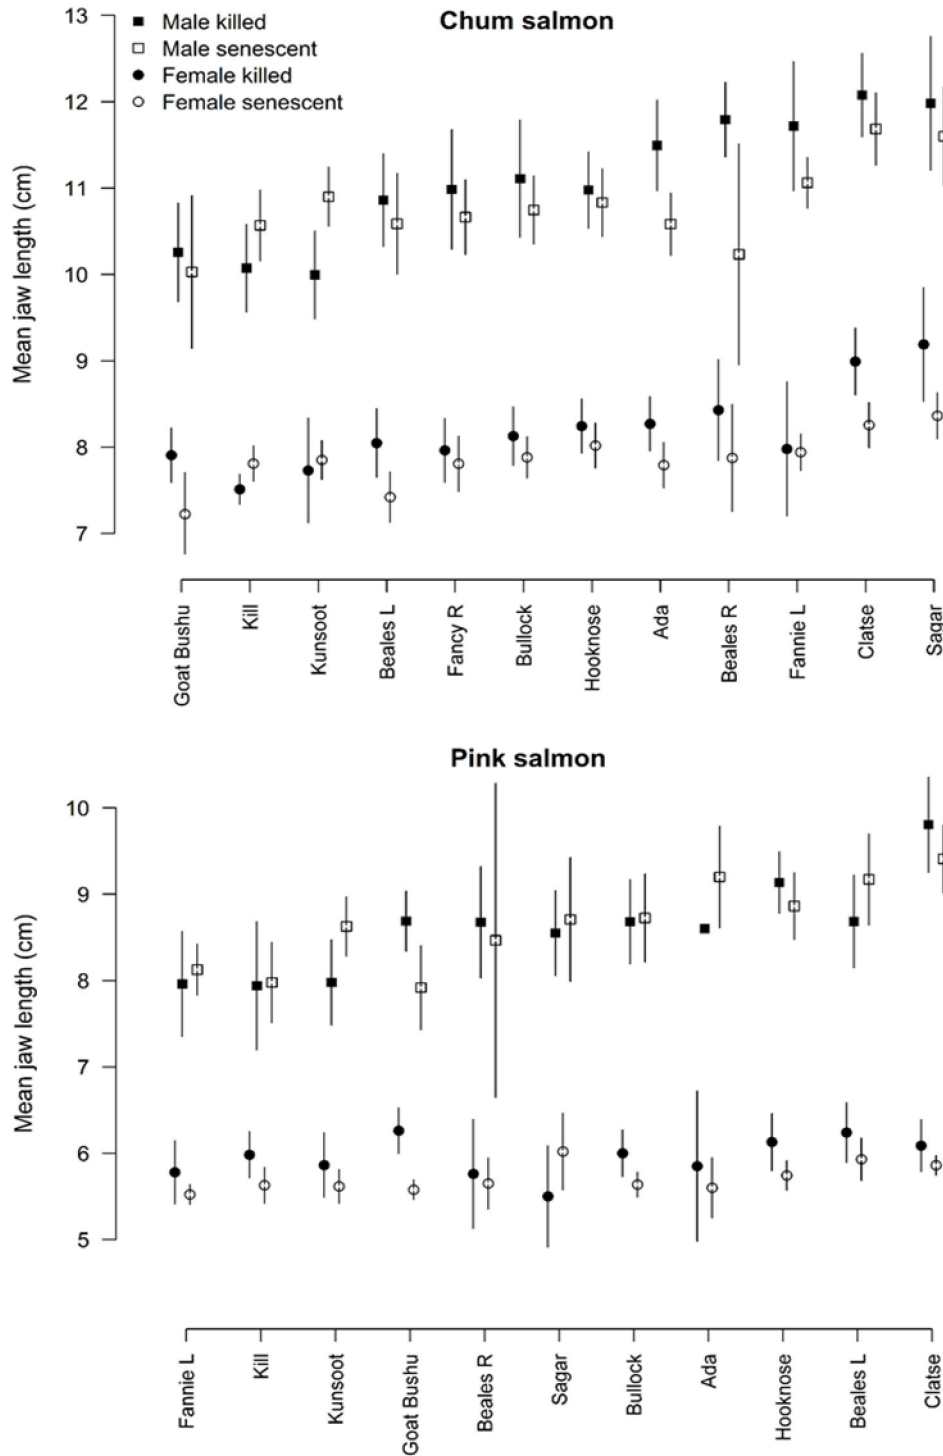 Chum salmon
Male killed
Male senescent
Female killed
Female senescent
Mean jaw length (cm)
13
12
11
10
9
8
7
Goat Bushu
Kill
Kunsoot
Beales L
Fancy R
Bullock
Hooknose
Ada
Beales R
Fannie L
Clatse
Sagar
Pink salmon
Mean jaw length (cm)
10
9
8
7
6
5
Fannie L
Kill
Kunsoot
Goat Bushu
Beales R
Sagar
Bullock
Ada
Hooknose
Beales L
Clatse